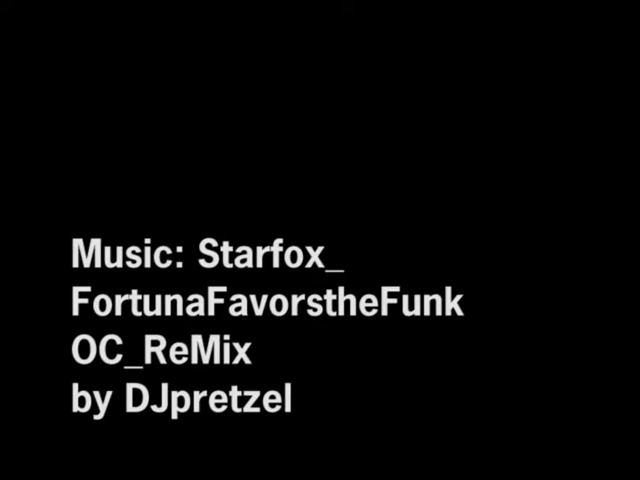 Music: Starfox_
FortunaFavorstheFunk
OC_ReMix
by DJpretzel